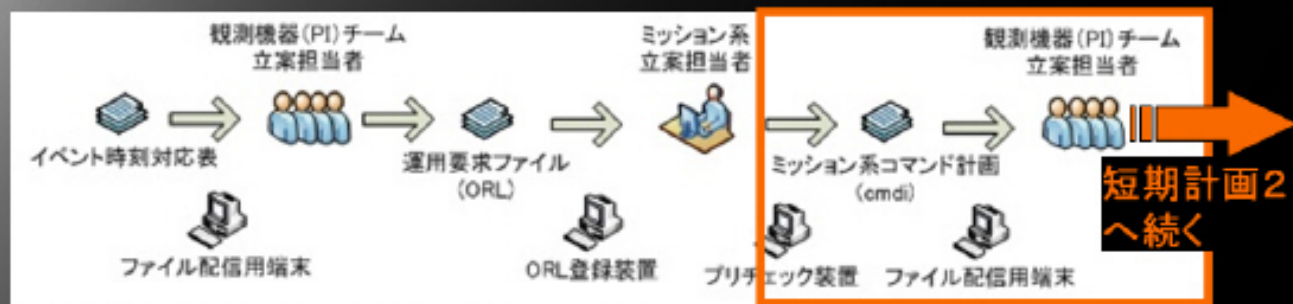 観測機器(PI)チーム
立案担当者
ミッション系
立案担当者
観測機器(PI)チーム
立案担当者
イベント時刻対応表
運用要求ファイル
(ORL)
ミッション系コマンド計画
(cmdi)
短期計画2
へ続く
ファイル配信用端末
ORL登録装置
プリチェック装置
ファイル配信用端末